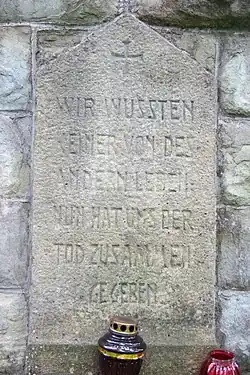 WIR WUSSTEN
KEINER VON DES
ANDERN LEBEN
NUN HAT UNS DER
TOD ZUSAMMEN
GEGEBEN